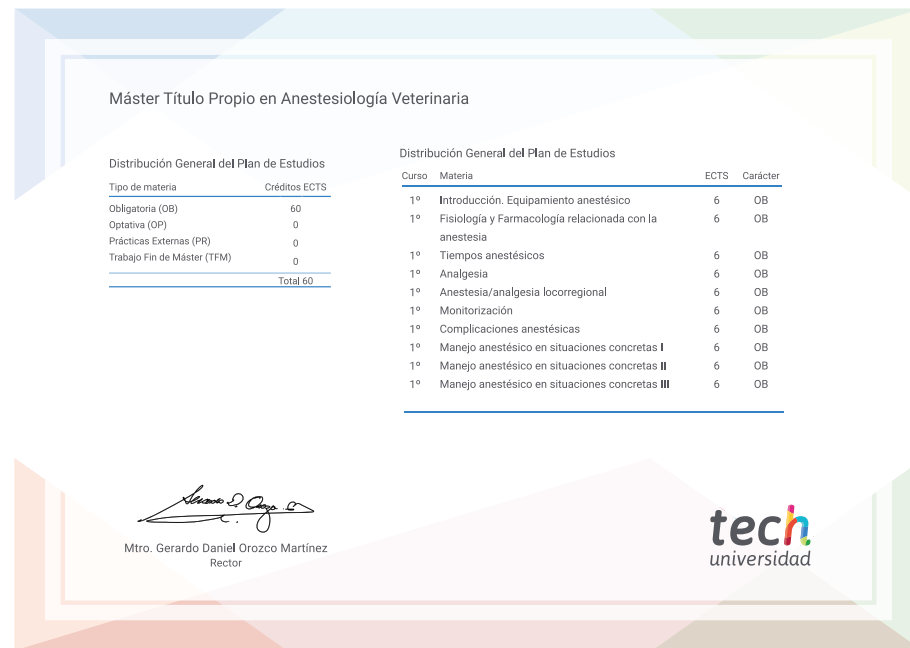 Máster Título Propio en Anestesiología Veterinaria
Distribución General del Plan de Estudios
Tipo de materia Créditos ECTS
Obligatoria (OB) 60
Optativa (OP) 0
Prácticas Externas (PR) 0
Trabajo Fin de Máster (TFM) 0
Total 60
Distribución General del Plan de Estudios
Curso Materia ECTS Carácter
1º Introducción. Equipamiento anestésico 6 OB
1º Fisiología y Farmacología relacionada con la 6 OB
anestesia
1º Tiempos anestésicos 6 OB
1º Analgesia 6 OB
1º Anestesia/analgesia locorregional 6 OB
1º Monitorización 6 OB
1º Complicaciones anestésicas 6 OB
1º Manejo anestésico en situaciones concretas I 6 OB
1º Manejo anestésico en situaciones concretas II 6 OB
1º Manejo anestésico en situaciones concretas III 6 OB
Mtro. Gerardo Daniel Orozco Martínez
Rector
tech
universidad